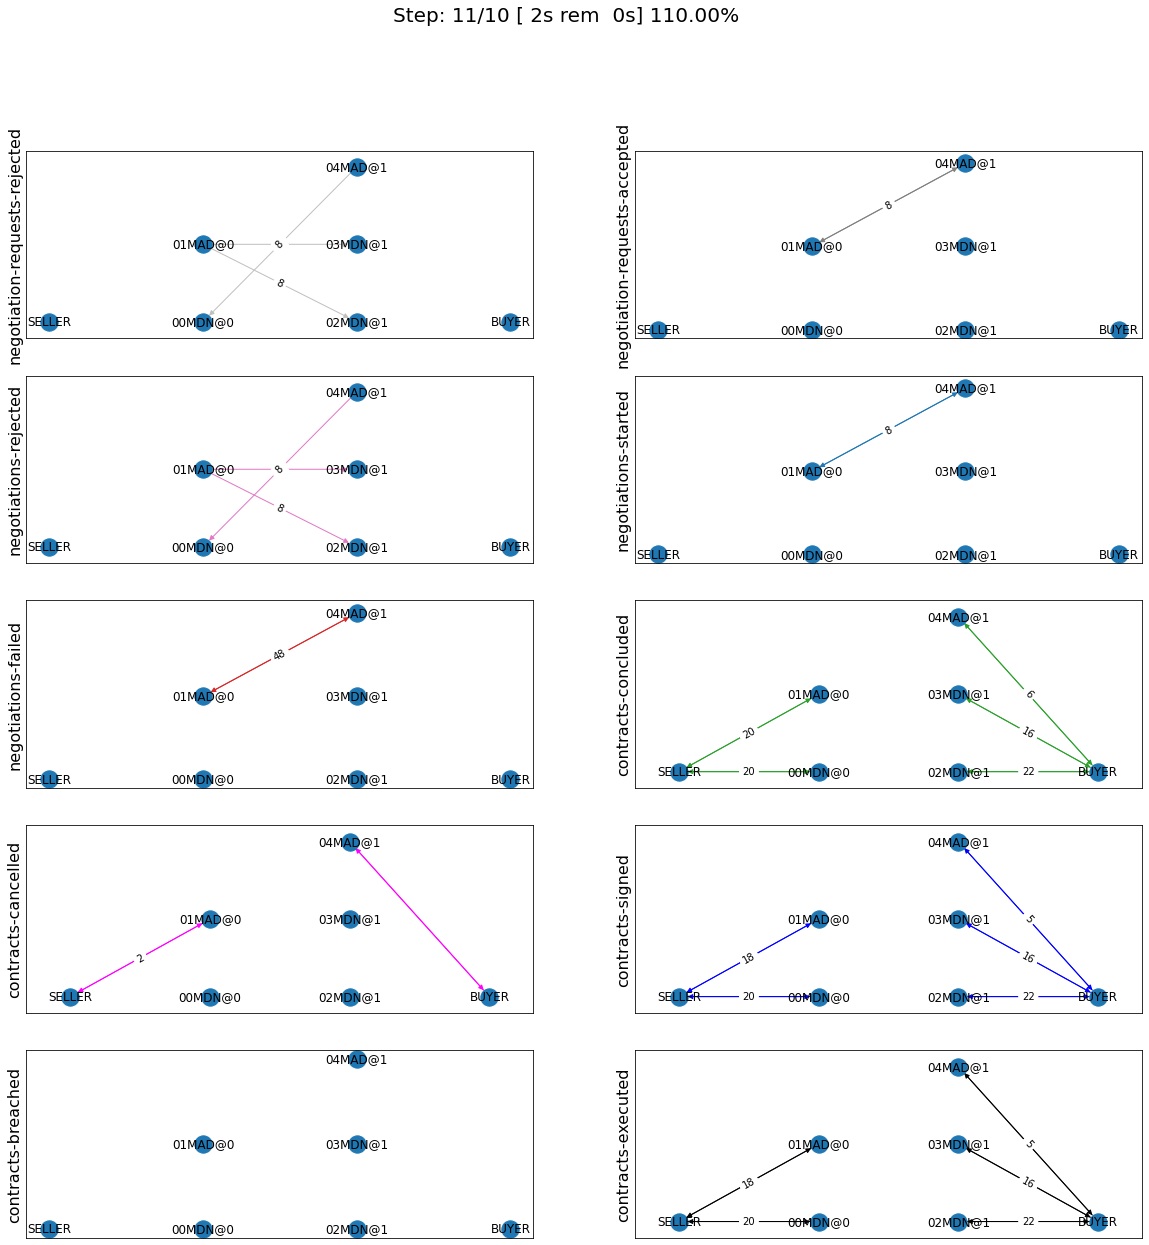 Step: 11/10 [ 2s rem  0s] 110.00%
negotiation-requests-rejected
04MAD@1
01MAD@0
8
03MDN@1
8
SELLER
00MDN@0
02MDN@1
BUYER
negotiation-requests-accepted
04MAD@1
8
01MAD@0
03MDN@1
SELLER
00MDN@0
02MDN@1
BUYER
negotiations-rejected
04MAD@1
01MAD@0
8
03MDN@1
8
SELLER
00MDN@0
02MDN@1
BUYER
negotiations-started
04MAD@1
8
01MAD@0
03MDN@1
SELLER
00MDN@0
02MDN@1
BUYER
negotiations-failed
04MAD@1
48
01MAD@0
03MDN@1
SELLER
00MDN@0
02MDN@1
BUYER
contracts-concluded
04MAD@1
01MAD@0
03MDN@1
6
20
16
SELLER
20
00MDN@0
02MDN@1
22
BUYER
contracts-cancelled
04MAD@1
01MAD@0
03MDN@1
2
SELLER
00MDN@0
02MDN@1
BUYER
contracts-signed
04MAD@1
01MAD@0
03MDN@1
5
18
16
SELLER
20
00MDN@0
02MDN@1
22
BUYER
contracts-breached
04MAD@1
01MAD@0
03MDN@1
SELLER
00MDN@0
02MDN@1
BUYER
contracts-executed
04MAD@1
01MAD@0
03MDN@1
5
18
16
SELLER
20
00MDN@0
02MDN@1
22
BUYER